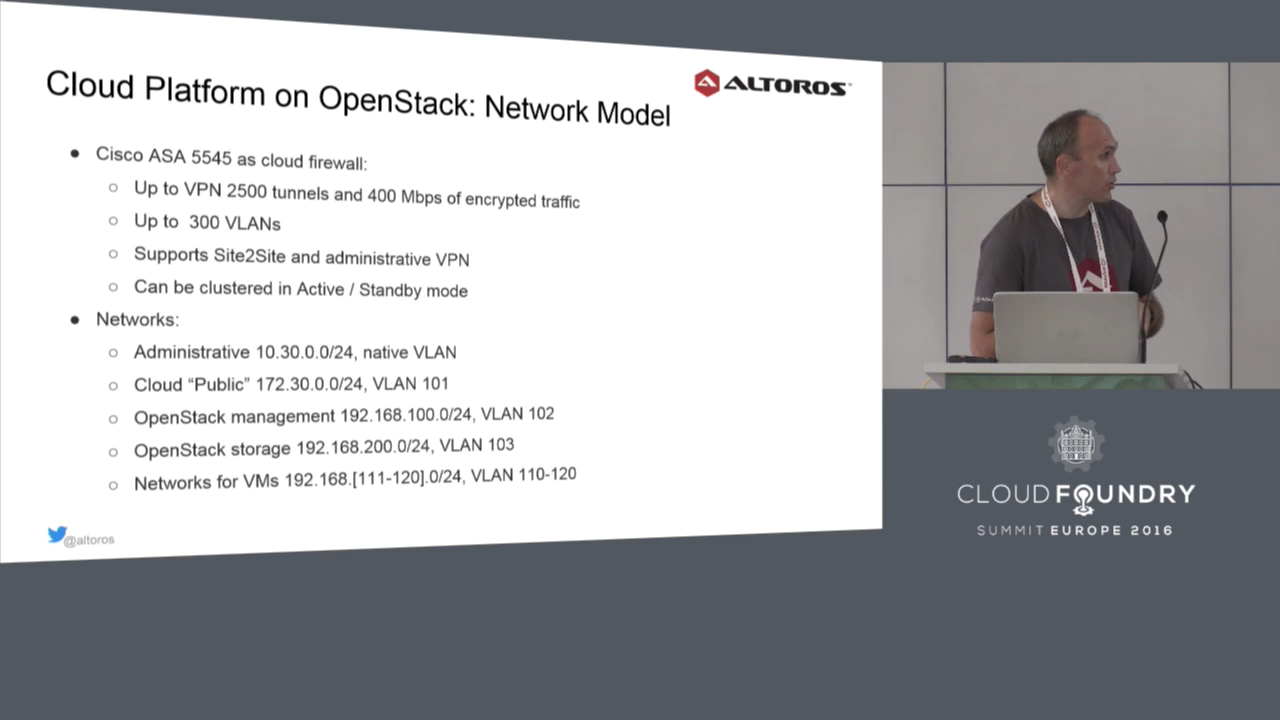 Cloud Platform on OpenStack: Network Model
ALTOROS
● Cisco ASA 5545 as cloud firewall:
○ Up to VPN 2500 tunnels and 400 Mbps of encrypted traffic
○ Up to 300 VLANs
○ Supports Site2Site and administrative VPN
○ Can be clustered in Active / Standby mode
● Networks:
○ Administrative 10.30.0.0/24, native VLAN
○ Cloud “Public” 172.30.0.0/24, VLAN 101
○ OpenStack management 192.168.100.0/24, VLAN 102
○ OpenStack storage 192.168.200.0/24, VLAN 103
○ Networks for VMs 192.168.[111-120].0/24, VLAN 110-120
@altoros
CLOUD FOUNDRY
SUMMIT EUROPE 2016